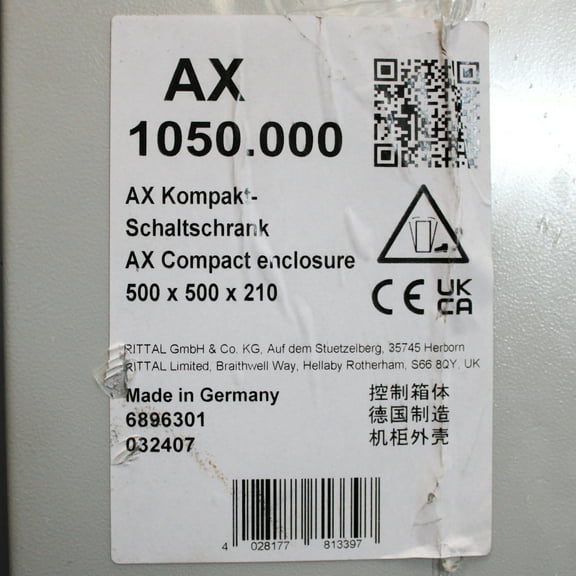 AX
1050.000
AX Kompakt-
Schaltschrank
AX Compact enclosure
500 x 500 x 210
CE UK
CA
RITTAL GmbH & Co. KG, Auf dem Stuetzelberg, 35745 Herborn
RITTAL Limited, Braithwell Way, Hellaby Rotherham, S66 8QY, UK
Made in Germany
6896301
032407
控制箱体
德国制造
机柜外壳
4 028177 813397